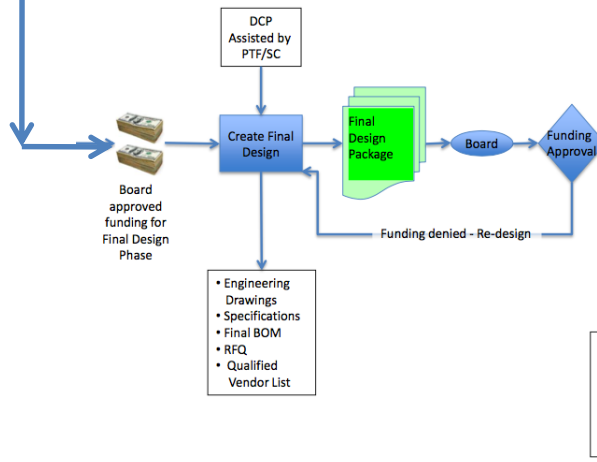 DCP
Assisted by
PTF/SC
Create Final
Design
Final
Design
Package
Board
Funding
Approval
Board
approved
funding for
Final Design
Phase
Funding denied - Re-design
• Engineering
Drawings
• Specifications
• Final BOM
• RFQ
• Qualified
Vendor List